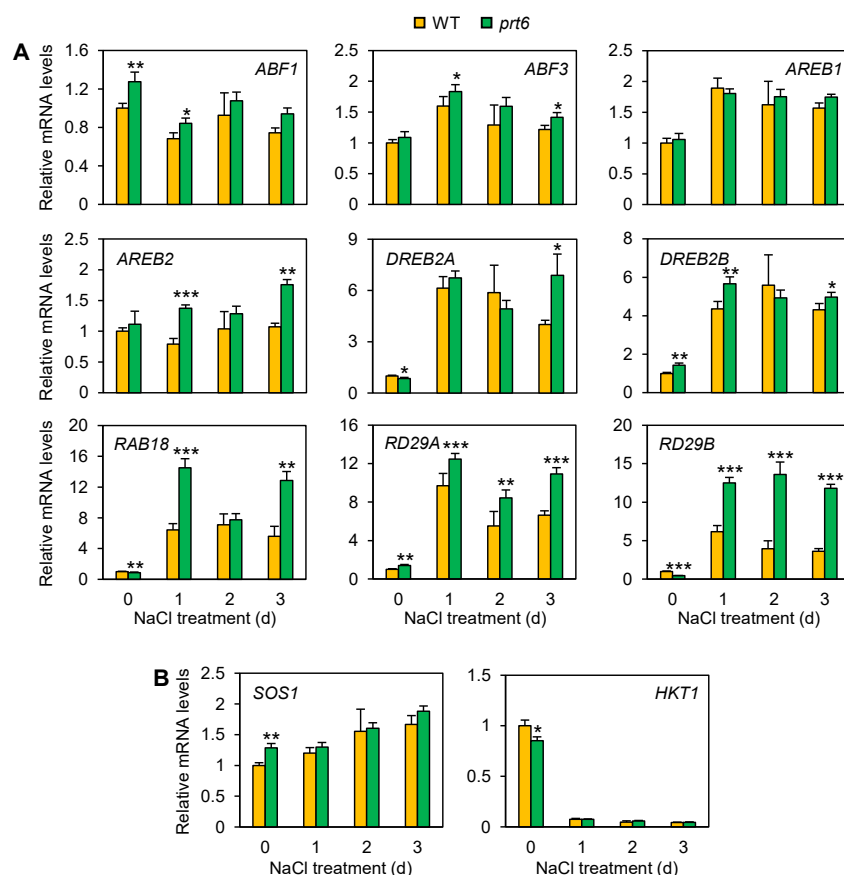 WT prt6
A
Relative mRNA levels
1.6
1.2
0.8
0.4
0
ABF1
**
*
2.5
2
1.5
1
0.5
0
ABF3
*
*
2.5
2
1.5
1
0.5
0
AREB1
Relative mRNA levels
2.5
2
1.5
1
0.5
0
AREB2
***
**
9
6
3
0
DREB2A
*
*
8
6
4
2
0
DREB2B
**
**
*
Relative mRNA levels
20
16
12
8
4
0
RAB18
**
***
**
0 1 2 3
NaCl treatment (d)
16
12
8
4
0
RD29A
**
***
**
***
0 1 2 3
NaCl treatment (d)
20
15
10
5
0
RD29B
***
***
***
***
0 1 2 3
NaCl treatment (d)
B
Relative mRNA levels
2.5
2
1.5
1
0.5
0
SOS1
**
0 1 2 3
NaCl treatment (d)
1.5
1
0.5
0
HKT1
*
0 1 2 3
NaCl treatment (d)